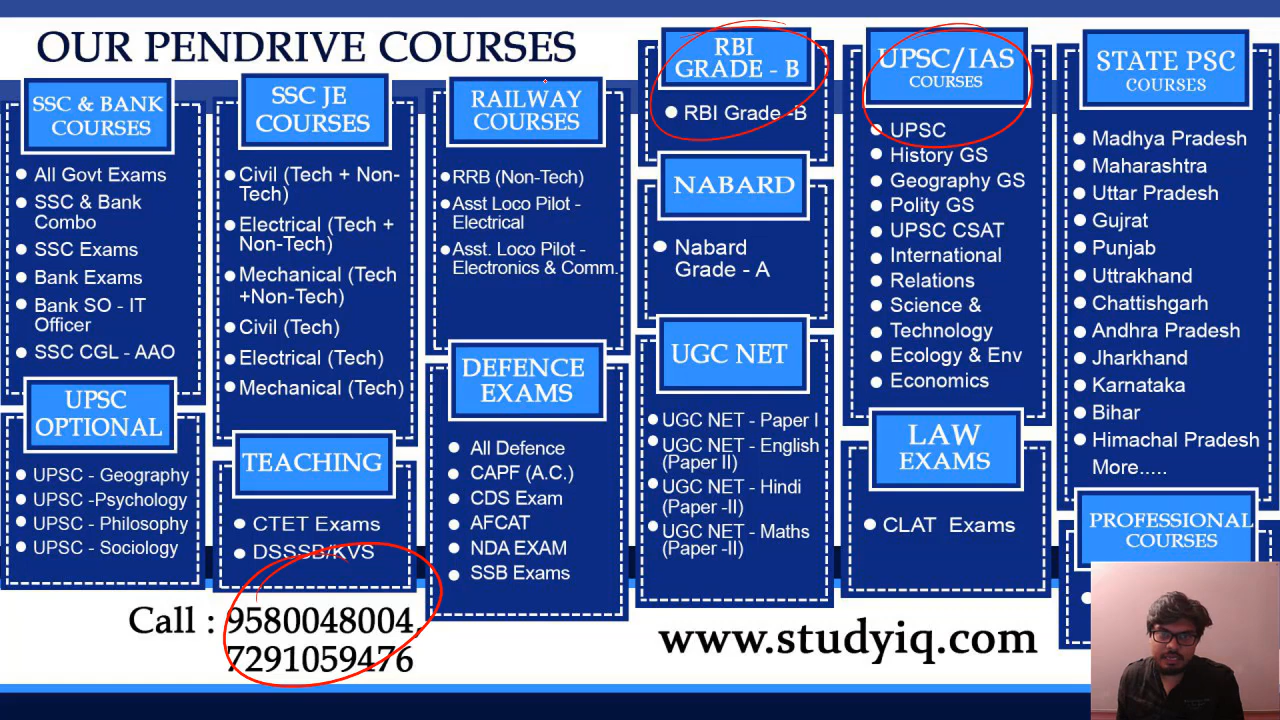 OUR PENDRIVE COURSES
SSC & BANK
COURSES
All Govt Exams
SSC & Bank
Combo
SSC Exams
Bank Exams
Bank SO - IT
Officer
SSC CGL - AAO
UPSC
OPTIONAL
UPSC - Geography
UPSC -Psychology
UPSC - Philosophy
UPSC - Sociology
SSC JE
COURSES
Civil (Tech + Non-
Tech)
Electrical (Tech +
Non-Tech)
Mechanical (Tech
+Non-Tech)
Civil (Tech)
Electrical (Tech)
Mechanical (Tech)
TEACHING
CTET Exams
DSSSB/KVS
RAILWAY
COURSES
RRB (Non-Tech)
Asst Loco Pilot -
Electrical
Asst. Loco Pilot -
Electronics & Comm.
DEFENCE
EXAMS
All Defence
CAPF (A.C.)
CDS Exam
AFCAT
NDA EXAM
SSB Exams
RBI
GRADE - B
RBI Grade -B
NABARD
Nabard
Grade - A
UGC NET
UGC NET - Paper I
UGC NET - English
(Paper II)
UGC NET - Hindi
(Paper -II)
UGC NET - Maths
(Paper -II)
UPSC/IAS
COURSES
UPSC
History GS
Geography GS
Polity GS
UPSC CSAT
International
Relations
Science &
Technology
Ecology & Env
Economics
LAW
EXAMS
CLAT Exams
STATE PSC
COURSES
Madhya Pradesh
Maharashtra
Uttar Pradesh
Gujrat
Punjab
Uttrakhand
Chattishgarh
Andhra Pradesh
Jharkhand
Karnataka
Bihar
Himachal Pradesh
More.....
PROFESSIONAL
COURSES
Call : 9580048004,
7291059476
www.studyiq.com